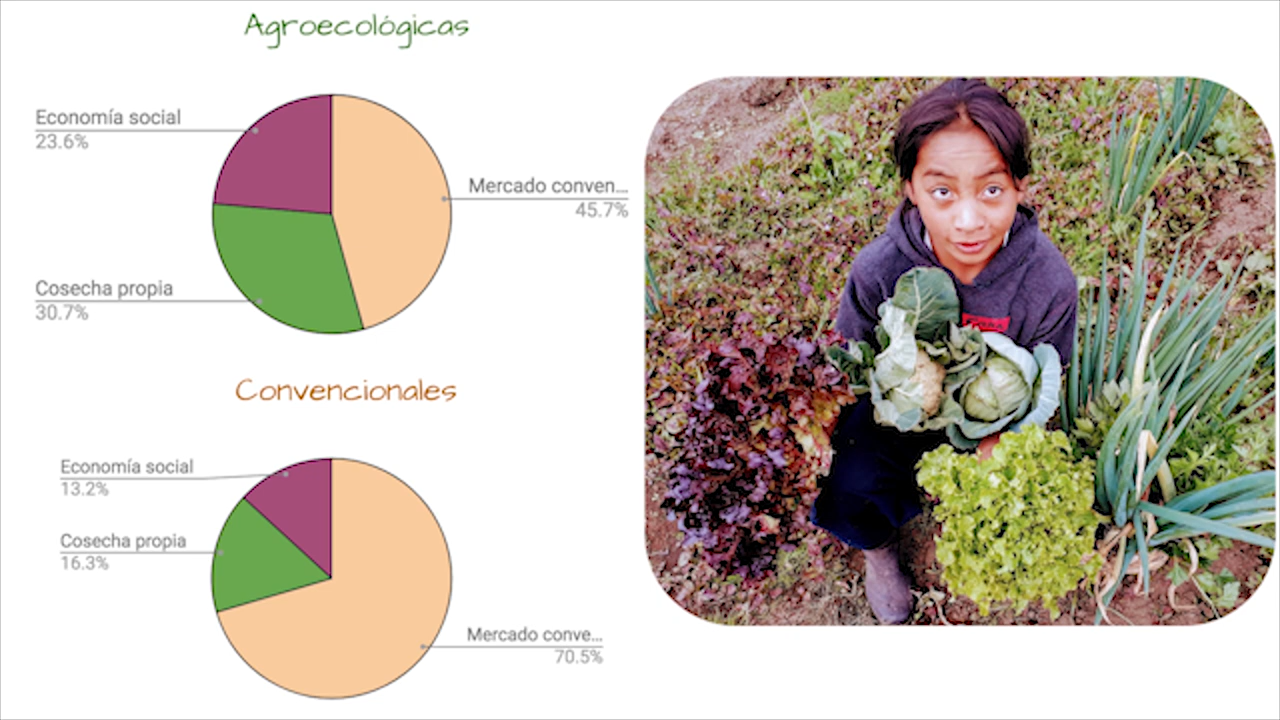 Agroecológicas
Economía social
23.6%
Mercado conven...
45.7%
Cosecha propia
30.7%
Convencionales
Economía social
13.2%
Cosecha propia
16.3%
Mercado conve...
70.5%